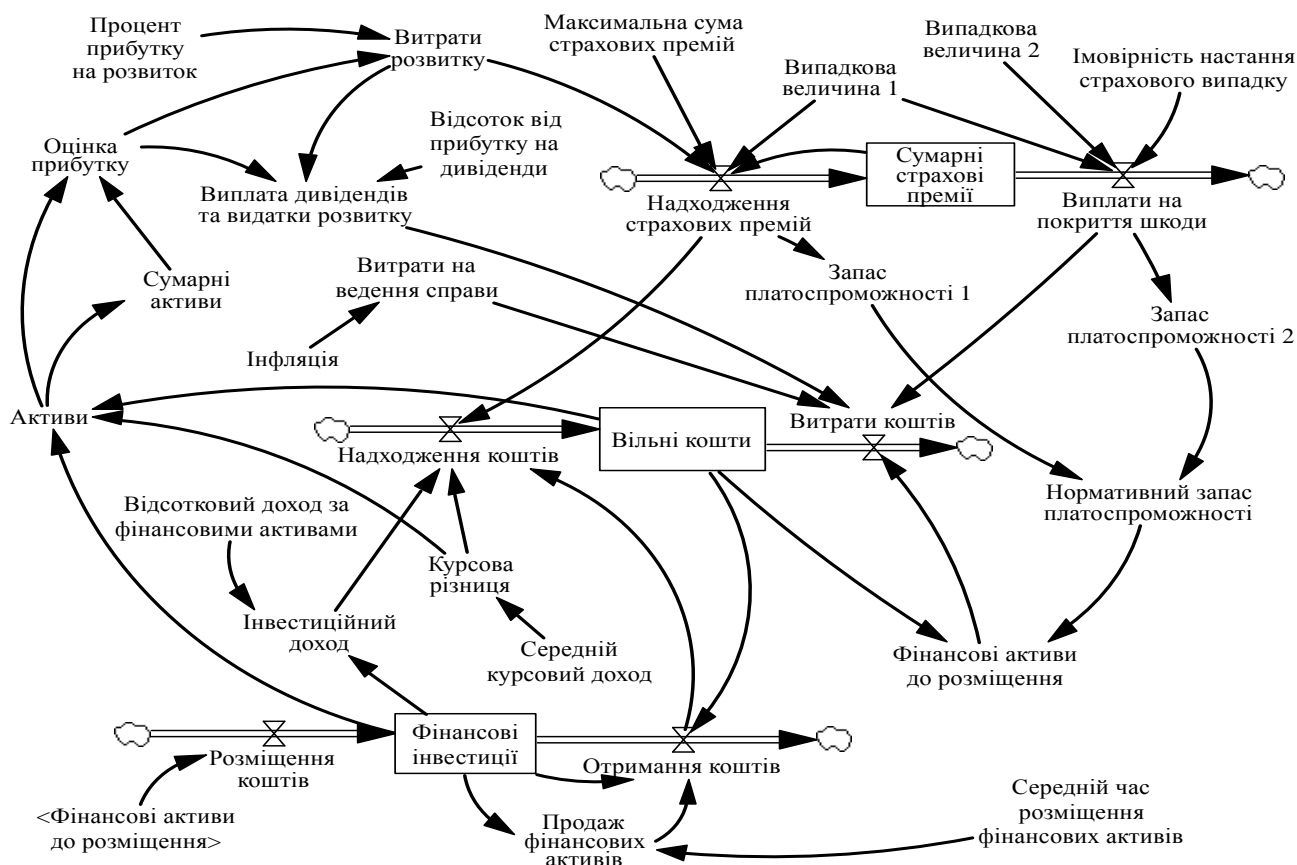 Процент
прибутку
на розвиток
Витрати
розвитку
Максимальна сума
страхових премій
Випадкова
величина 1
Випадкова
величина 2
Імовірність настання
страхового випадку
Оцінка
прибутку
Відсоток від
прибутку на
дивіденди
Виплата дивідендів
та видатки розвитку
Надходження
страхових премій
Сумарні
страхові
премії
Виплати на
покриття шкоди
Сумарні
активи
Витрати на
ведення справи
Запас
платоспроможності 1
Запас
платоспроможності 2
Інфляція
Активи
Надходження коштів
Вільні кошти
Витрати коштів
Відсотковий доход за
фінансовими активами
Курсова
різниця
Нормативний запас
платоспроможності
Інвестиційний
доход
Середній
курсовий доход
Фінансові активи
до розміщення
Розміщення
коштів
Фінансові
інвестиції
Отримання коштів
<Фінансові активи
до розміщення>
Продаж
фінансових
активів
Середній час
розміщення
фінансових активів